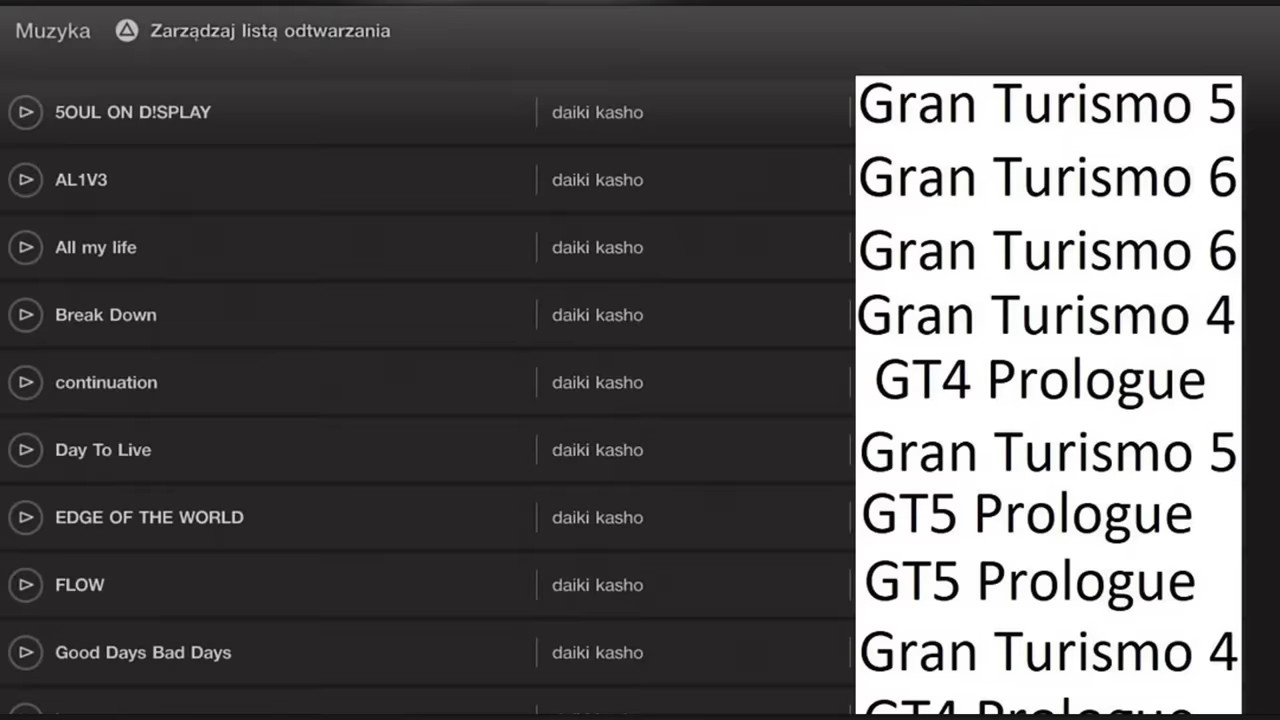 Muzyka Zarządzaj listą odtwarzania
5OUL ON D!SPLAY daiki kasho Gran Turismo 5
AL1V3 daiki kasho Gran Turismo 6
All my life daiki kasho Gran Turismo 6
Break Down daiki kasho Gran Turismo 4
continuation daiki kasho GT4 Prologue
Day To Live daiki kasho Gran Turismo 5
EDGE OF THE WORLD daiki kasho GT5 Prologue
FLOW daiki kasho GT5 Prologue
Good Days Bad Days daiki kasho Gran Turismo 4
GT4 Prologue